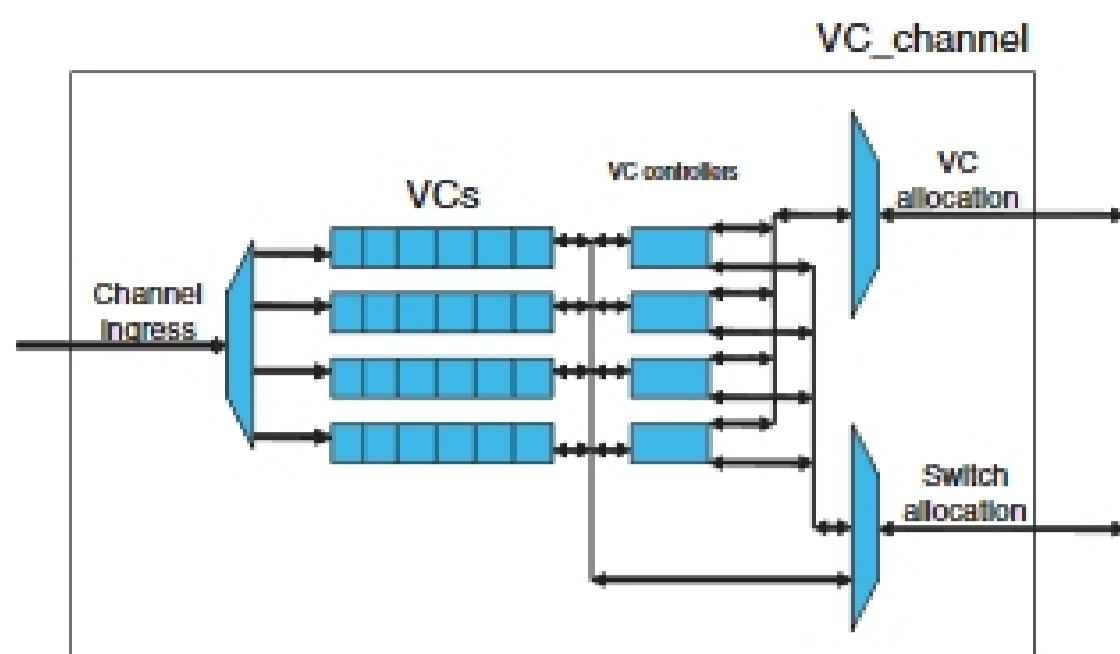 VC_channel
VC controllers
VCs
VC
allocation
Channel
ingress
Switch
allocation